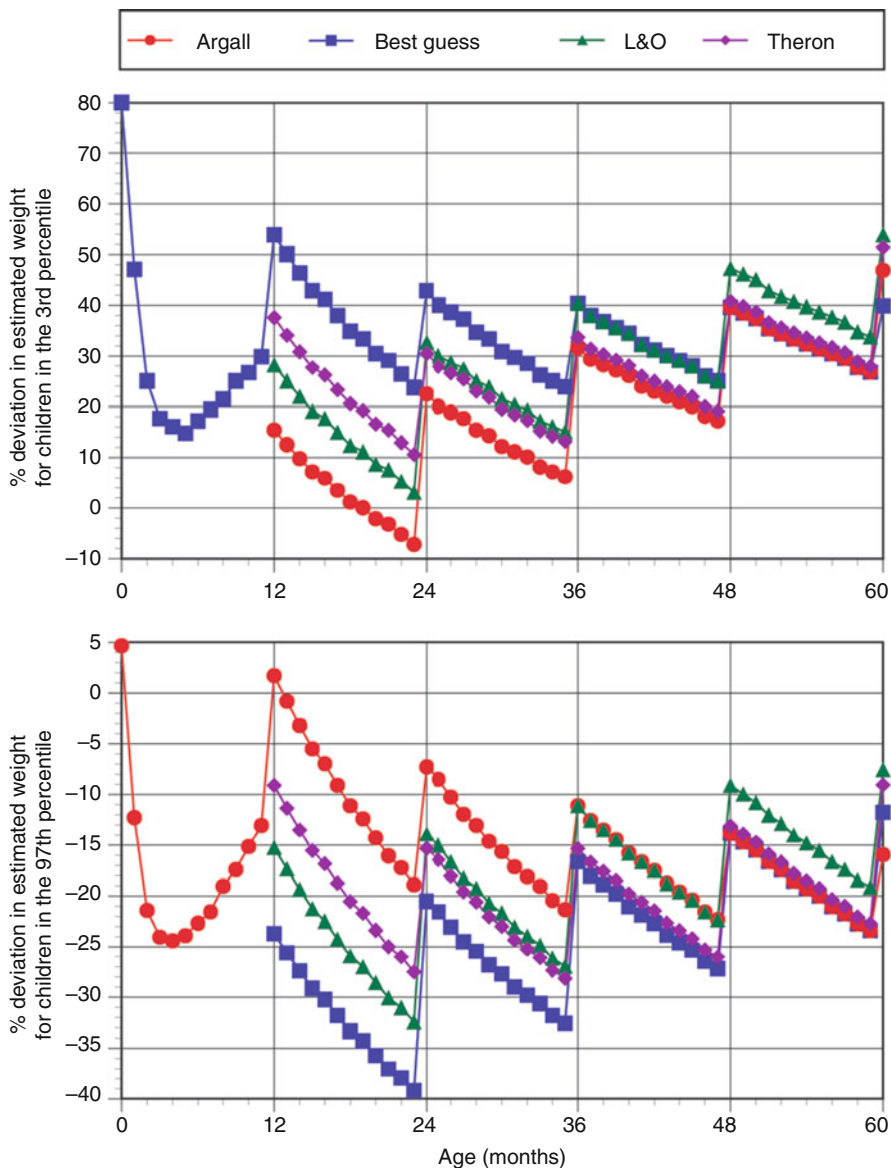 Argall Best guess L&O Theron
% deviation in estimated weight
for children in the 3rd percentile
80
70
60
50
40
30
20
10
0
–10
0 12 24 36 48 60
% deviation in estimated weight
for children in the 97th percentile
5
0
–5
–10
–15
–20
–25
–30
–35
–40
0 12 24 36 48 60
Age (months)